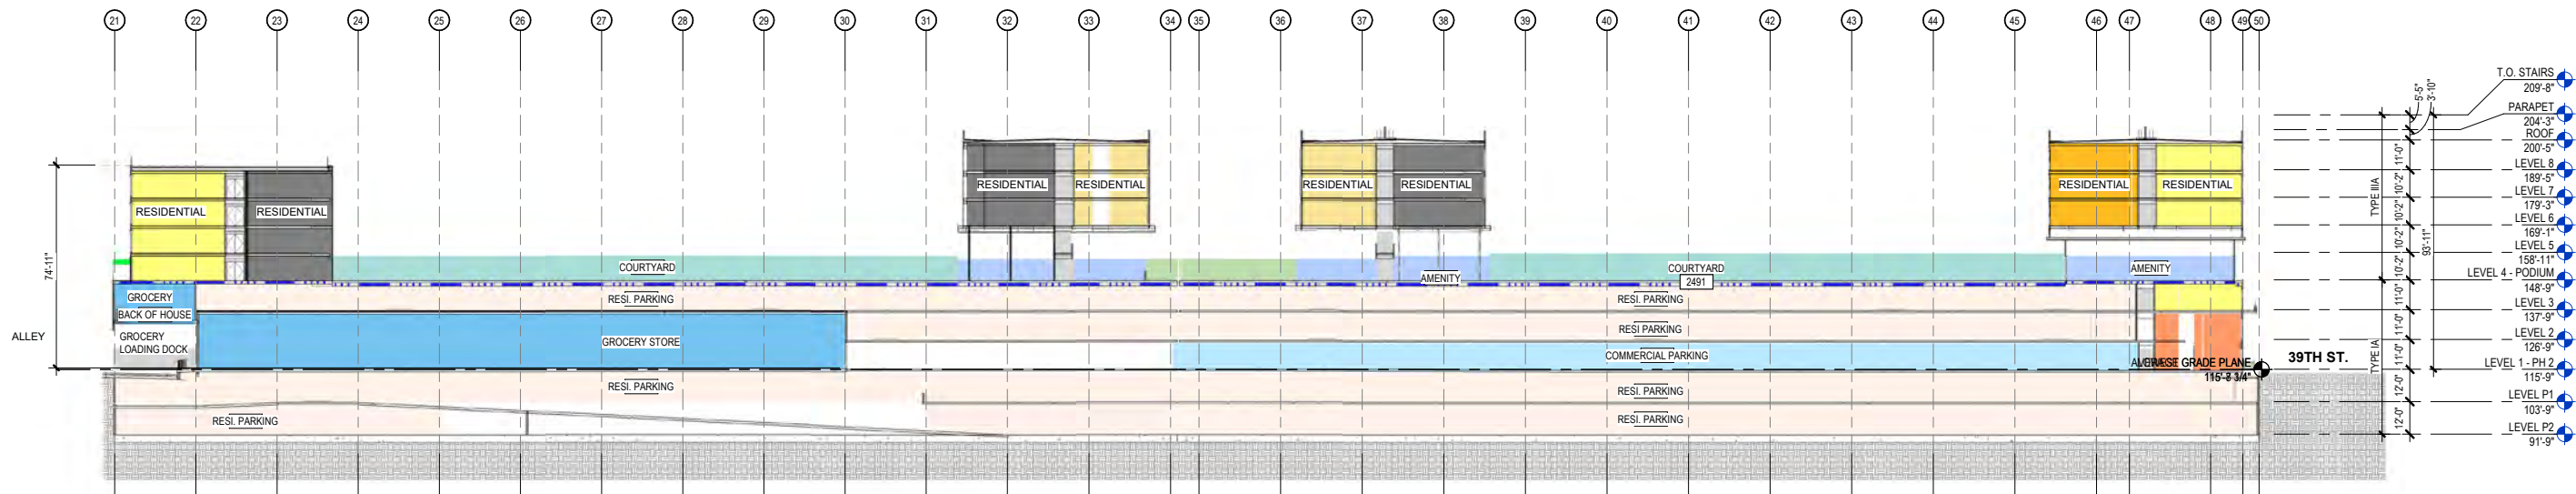 21 22 23 24 25 26 27 28 29 30 31 32 33 34 35 36 37 38 39 40 41 42 43 44 45 46 47 48 49 50
T.O. STAIRS
209'-8"
5'-5"
3'-10"
PARAPET
204'-3"
ROOF
200'-5"
11'-0"
LEVEL 8
189'-5"
10'-2"
LEVEL 7
179'-3"
10'-2"
LEVEL 6
169'-1"
10'-2"
LEVEL 5
158'-11"
10'-2"
LEVEL 4 - PODIUM
148'-9"
11'-0"
LEVEL 3
137'-9"
11'-0"
LEVEL 2
126'-9"
11'-0"
LEVEL 1 - PH 2
115'-9"
12'-0"
LEVEL P1
103'-9"
12'-0"
LEVEL P2
91'-9"
TYPE IIIA
TYPE IA
93'-11"
74'-11"
RESIDENTIAL RESIDENTIAL
RESIDENTIAL RESIDENTIAL
RESIDENTIAL RESIDENTIAL
RESIDENTIAL RESIDENTIAL
COURTYARD
AMENITY
COURTYARD
2491
AMENITY
GROCERY
BACK OF HOUSE
GROCERY
LOADING DOCK
ALLEY
RESI. PARKING
RESI. PARKING
RESI PARKING
GROCERY STORE
COMMERCIAL PARKING
AVERAGE GRADE PLANE
39TH ST.
RESI. PARKING
RESI. PARKING
RESI. PARKING
RESI. PARKING